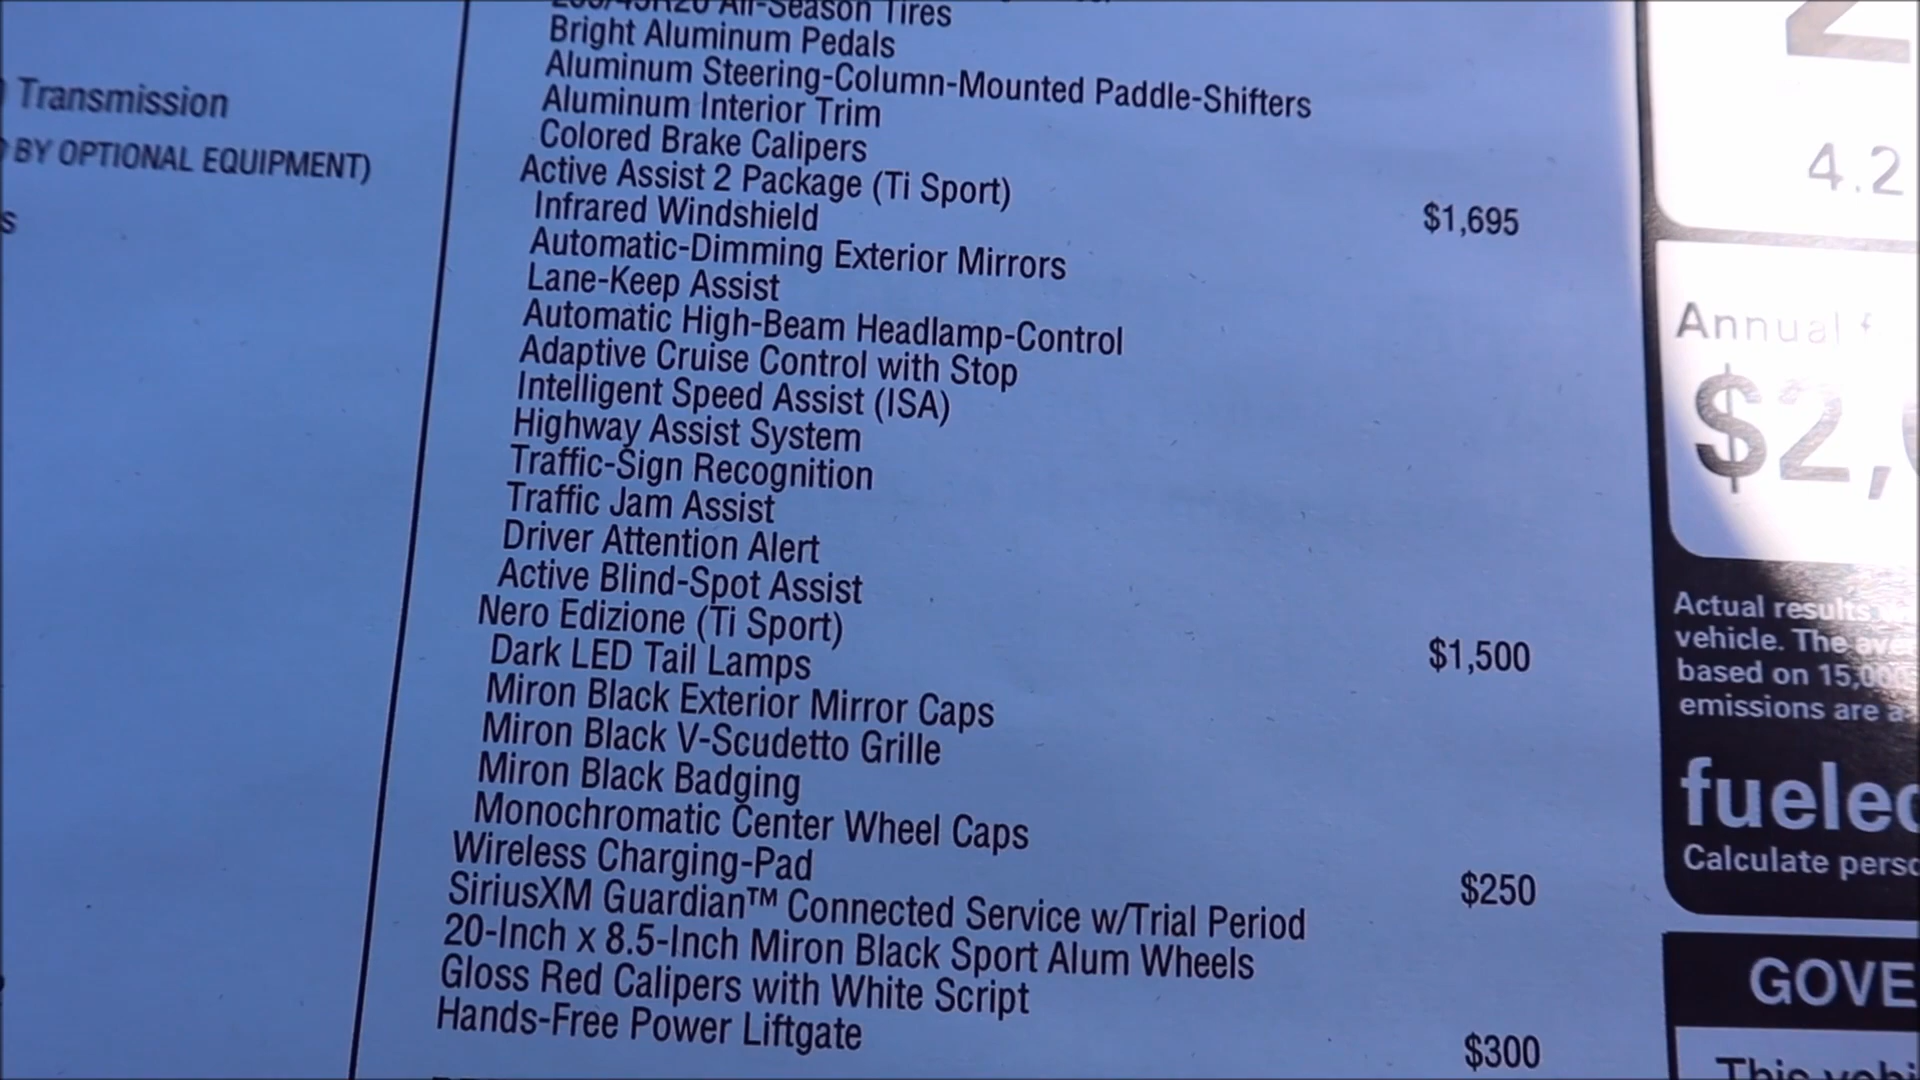 All-Season Tires
Bright Aluminum Pedals
Aluminum Steering-Column-Mounted Paddle-Shifters
Aluminum Interior Trim
Colored Brake Calipers
Active Assist 2 Package (Ti Sport) $1,695
Infrared Windshield
Automatic-Dimming Exterior Mirrors
Lane-Keep Assist
Automatic High-Beam Headlamp-Control
Adaptive Cruise Control with Stop
Intelligent Speed Assist (ISA)
Highway Assist System
Traffic-Sign Recognition
Traffic Jam Assist
Driver Attention Alert
Active Blind-Spot Assist
Nero Edizione (Ti Sport) $1,500
Dark LED Tail Lamps
Miron Black Exterior Mirror Caps
Miron Black V-Scudetto Grille
Miron Black Badging
Monochromatic Center Wheel Caps
Wireless Charging-Pad $250
SiriusXM Guardian™ Connected Service w/Trial Period
20-Inch x 8.5-Inch Miron Black Sport Alum Wheels
Gloss Red Calipers with White Script
Hands-Free Power Liftgate $300
Transmission
BY OPTIONAL EQUIPMENT)
s
4.2
Annual
$2,
Actual results
vehicle. The
based on 15,
emissions are
fuele
Calculate
GOVE
This